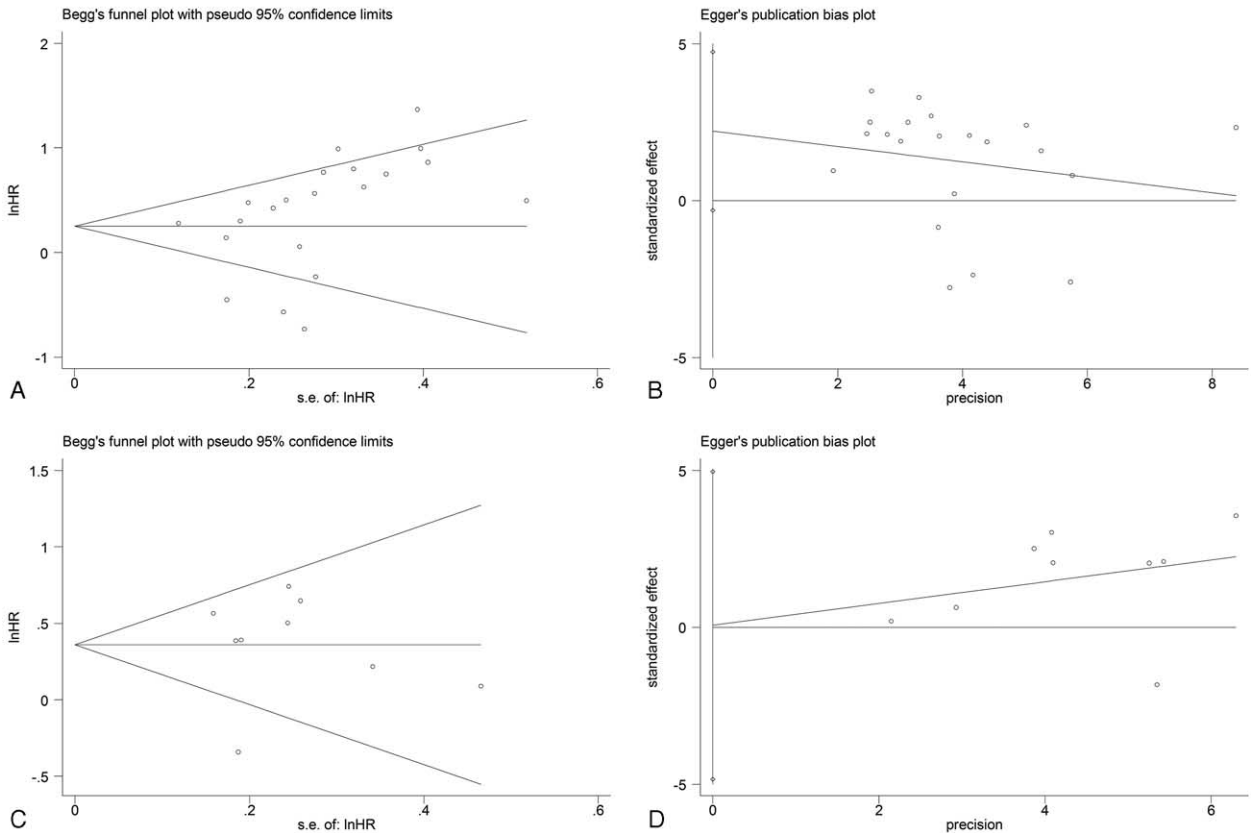 Begg's funnel plot with pseudo 95% confidence limits
2
1
0
-1
lnHR
0
.2
.4
.6
s.e. of: lnHR
A
Egger's publication bias plot
5
0
-5
standardized effect
0
2
4
6
8
precision
B
Begg's funnel plot with pseudo 95% confidence limits
1.5
1
.5
0
-.5
lnHR
0
.2
.4
.6
s.e. of: lnHR
C
Egger's publication bias plot
5
0
-5
standardized effect
0
2
4
6
precision
D